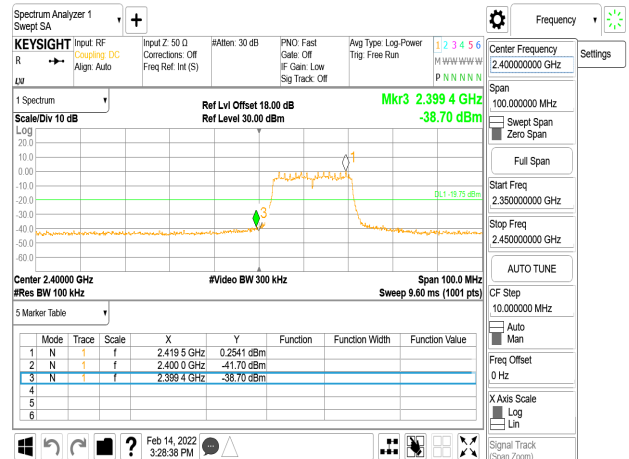 Spectrum Analyzer 1
Swept SA
Frequency
KEYSIGHT
R
LXI
Input: RF
Coupling: DC
Align: Auto
Input Z: 50 Ω
Corrections: Off
Freq Ref: Int (S)
#Atten: 30 dB
PNO: Fast
Gate: Off
IF Gain: Low
Sig Track: Off
Avg Type: Log-Power
Trig: Free Run
1 2 3 4 5 6
M W W W W W
P N N N N N
1 Spectrum
Scale/Div 10 dB
Ref Lvl Offset 18.00 dB
Ref Level 30.00 dBm
Mkr3 2.399 4 GHz
-38.70 dBm
Log
20.0
10.0
0.00
-10.0
-20.0
-30.0
-40.0
-50.0
-60.0
1
3
DL1 -19.75 dBm
Center 2.40000 GHz
#Res BW 100 kHz
#Video BW 300 kHz
Span 100.0 MHz
Sweep 9.60 ms (1001 pts)
5 Marker Table
Mode Trace Scale X Y Function Function Width Function Value
1 N 1 f 2.419 5 GHz 0.2541 dBm
2 N 1 f 2.400 0 GHz -41.70 dBm
3 N 1 f 2.399 4 GHz -38.70 dBm
4
5
6
Feb 14, 2022
3:28:38 PM
Center Frequency
2.400000000 GHz
Span
100.000000 MHz
Swept Span
Zero Span
Full Span
Start Freq
2.350000000 GHz
Stop Freq
2.450000000 GHz
AUTO TUNE
CF Step
10.000000 MHz
Auto
Man
Freq Offset
0 Hz
X Axis Scale
Log
Lin
Signal Track
(Span Zoom)
Settings